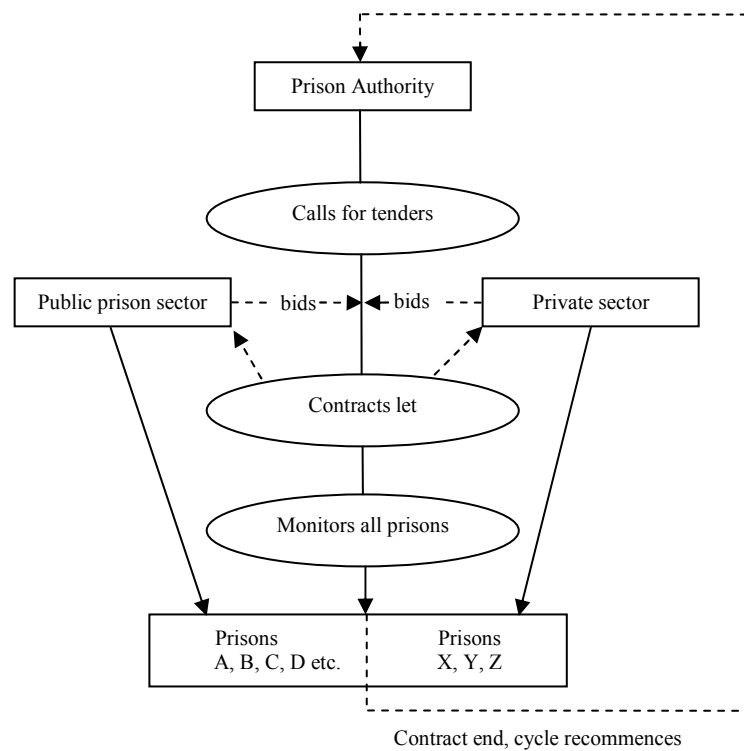 Prison Authority
Calls for tenders
Public prison sector
bids
bids
Private sector
Contracts let
Monitors all prisons
Prisons
A, B, C, D etc.
Prisons
X, Y, Z
Contract end, cycle recommences